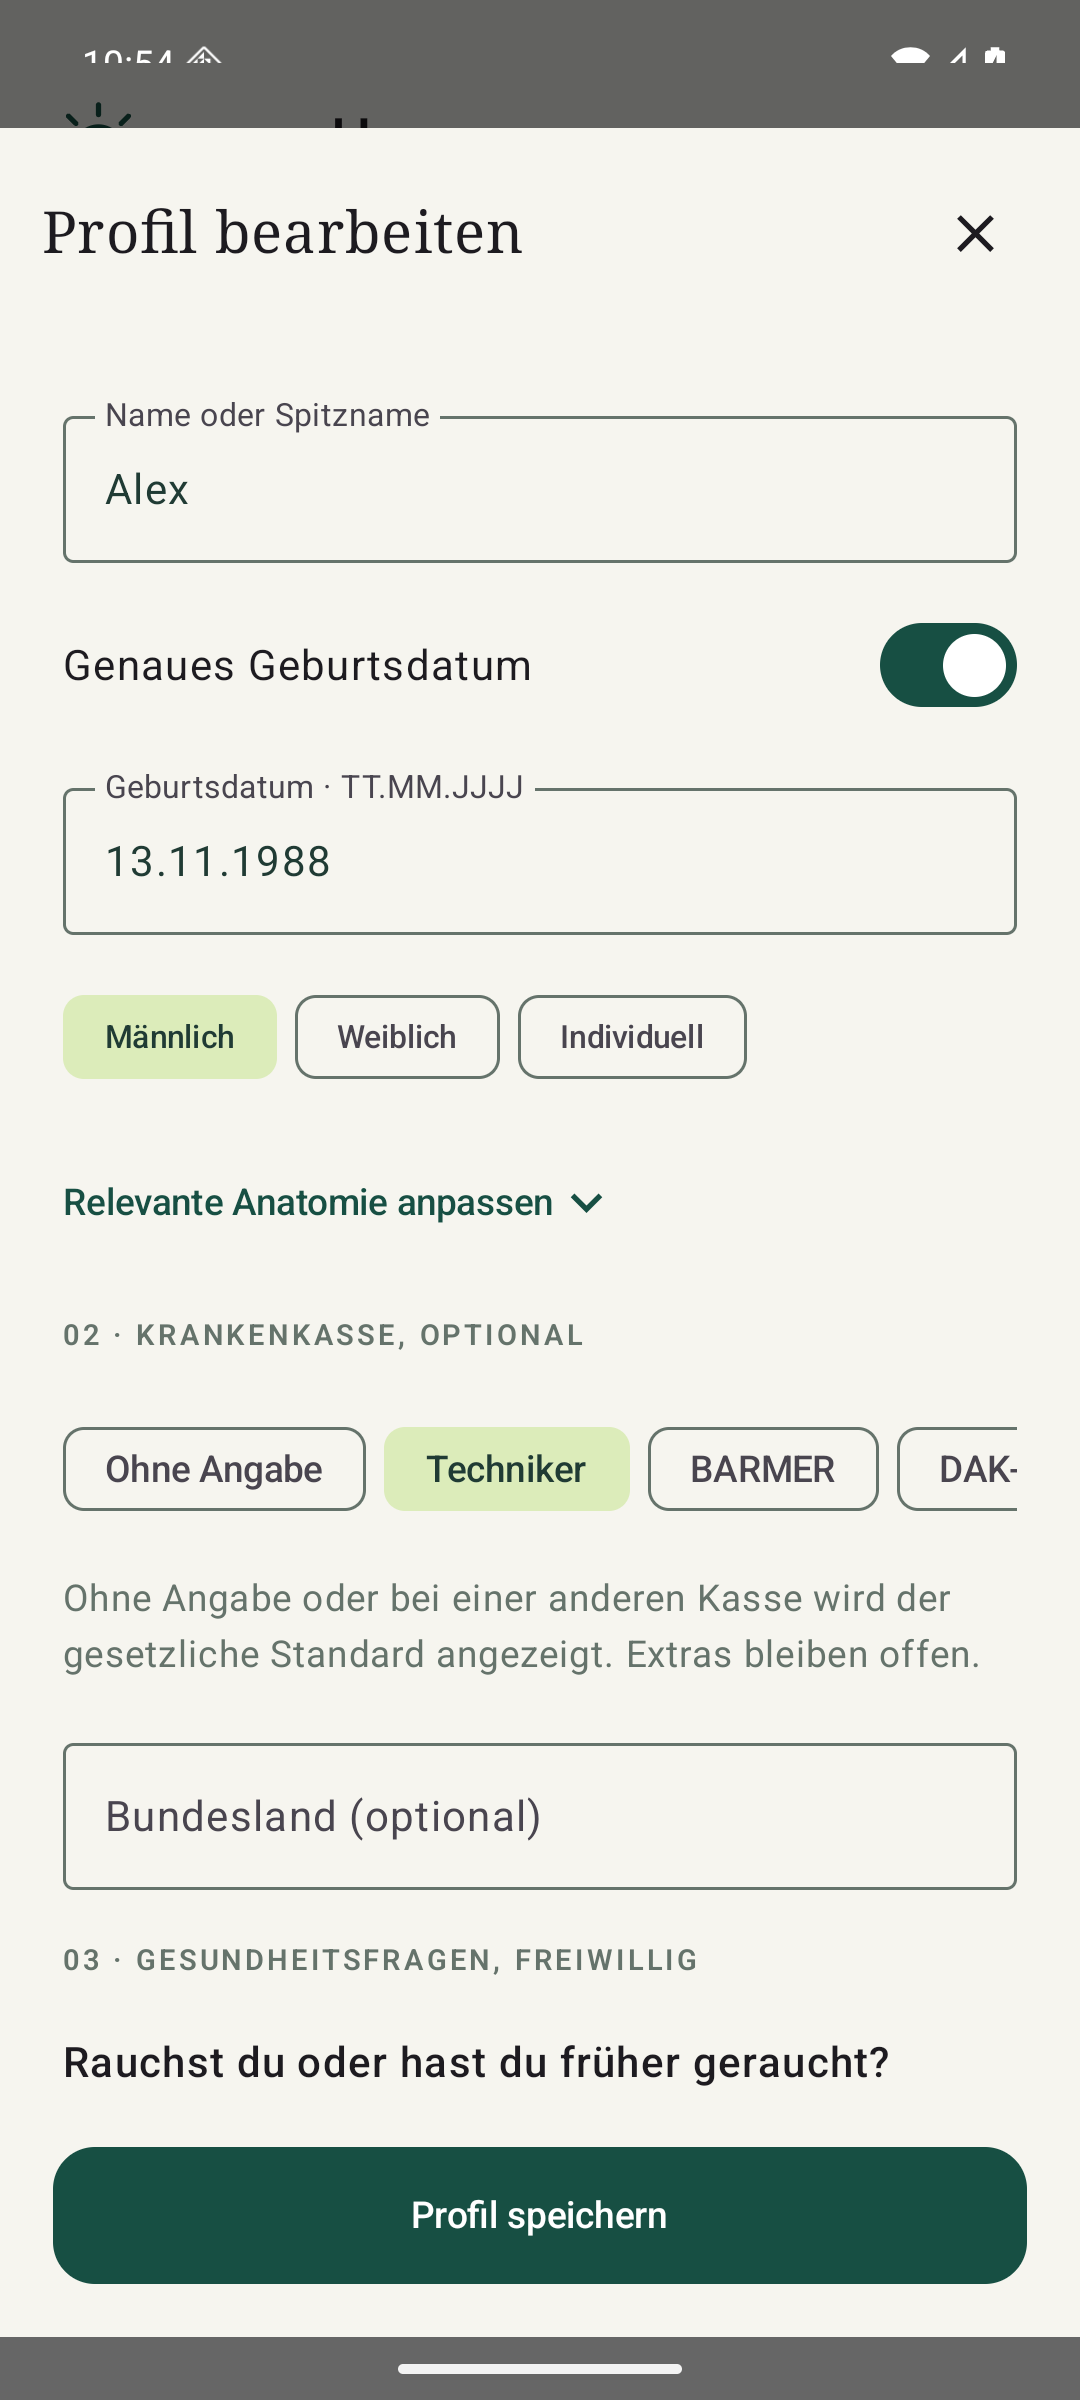 10:54
Profil bearbeiten
Name oder Spitzname
Alex
Genaues Geburtsdatum
Geburtsdatum · TT.MM.JJJJ
13.11.1988
Männlich Weiblich Individuell
Relevante Anatomie anpassen
02 · KRANKENKASSE, OPTIONAL
Ohne Angabe Techniker BARMER DAK-
Ohne Angabe oder bei einer anderen Kasse wird der
gesetzliche Standard angezeigt. Extras bleiben offen.
Bundesland (optional)
03 · GESUNDHEITSFRAGEN, FREIWILLIG
Rauchst du oder hast du früher geraucht?
Profil speichern